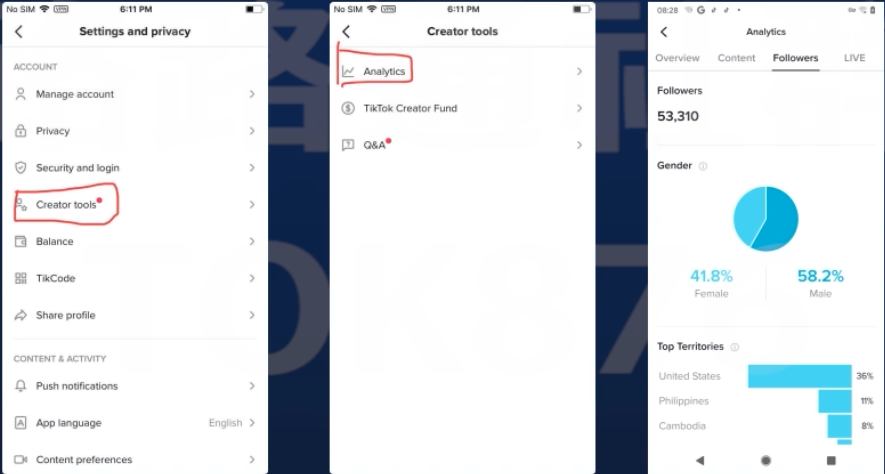 No SIM VPN 6:11 PM
Settings and privacy
ACCOUNT
Manage account
Privacy
Security and login
Creator tools
Balance
TikCode
Share profile
CONTENT & ACTIVITY
Push notifications
App language English
Content preferences
No SIM VPN 6:11 PM
Creator tools
Analytics
TikTok Creator Fund
Q&A
08:28
Analytics
Overview Content Followers LIVE
Followers
53,310
Gender
41.8% 58.2%
Female Male
Top Territories
United States 36%
Philippines 11%
Cambodia 8%